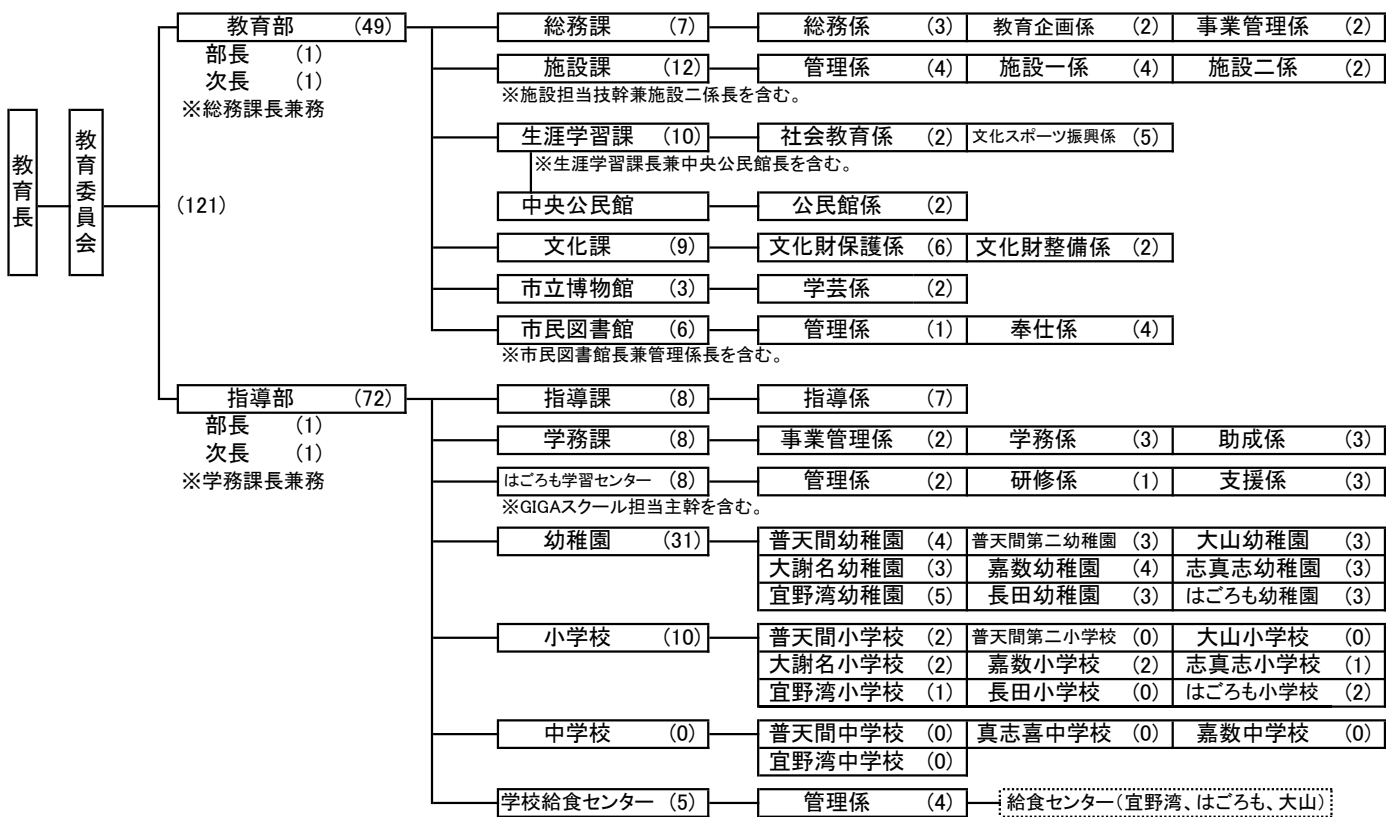 教育長
教育委員会
(121)
教育部 (49)
部長 (1)
次長 (1)
※総務課長兼務
総務課 (7) 総務係 (3) 教育企画係 (2) 事業管理係 (2)
施設課 (12) 管理係 (4) 施設一係 (4) 施設二係 (2)
※施設担当技幹兼施設二係長を含む。
生涯学習課 (10) 社会教育係 (2) 文化スポーツ振興係 (5)
※生涯学習課長兼中央公民館長を含む。
中央公民館 公民館係 (2)
文化課 (9) 文化財保護係 (6) 文化財整備係 (2)
市立博物館 (3) 学芸係 (2)
市民図書館 (6) 管理係 (1) 奉仕係 (4)
※市民図書館長兼管理係長を含む。
指導部 (72)
部長 (1)
次長 (1)
※学務課長兼務
指導課 (8) 指導係 (7)
学務課 (8) 事業管理係 (2) 学務係 (3) 助成係 (3)
はごろも学習センター (8) 管理係 (2) 研修係 (1) 支援係 (3)
※GIGAスクール担当主幹を含む。
幼稚園 (31) 普天間幼稚園 (4) 普天間第二幼稚園 (3) 大山幼稚園 (3)
大謝名幼稚園 (3) 嘉数幼稚園 (4) 志真志幼稚園 (3)
宜野湾幼稚園 (5) 長田幼稚園 (3) はごろも幼稚園 (3)
小学校 (10) 普天間小学校 (2) 普天間第二小学校 (0) 大山小学校 (0)
大謝名小学校 (2) 嘉数小学校 (2) 志真志小学校 (1)
宜野湾小学校 (1) 長田小学校 (0) はごろも小学校 (2)
中学校 (0) 普天間中学校 (0) 真志喜中学校 (0) 嘉数中学校 (0)
宜野湾中学校 (0)
学校給食センター (5) 管理係 (4) 給食センター(宜野湾、はごろも、大山)